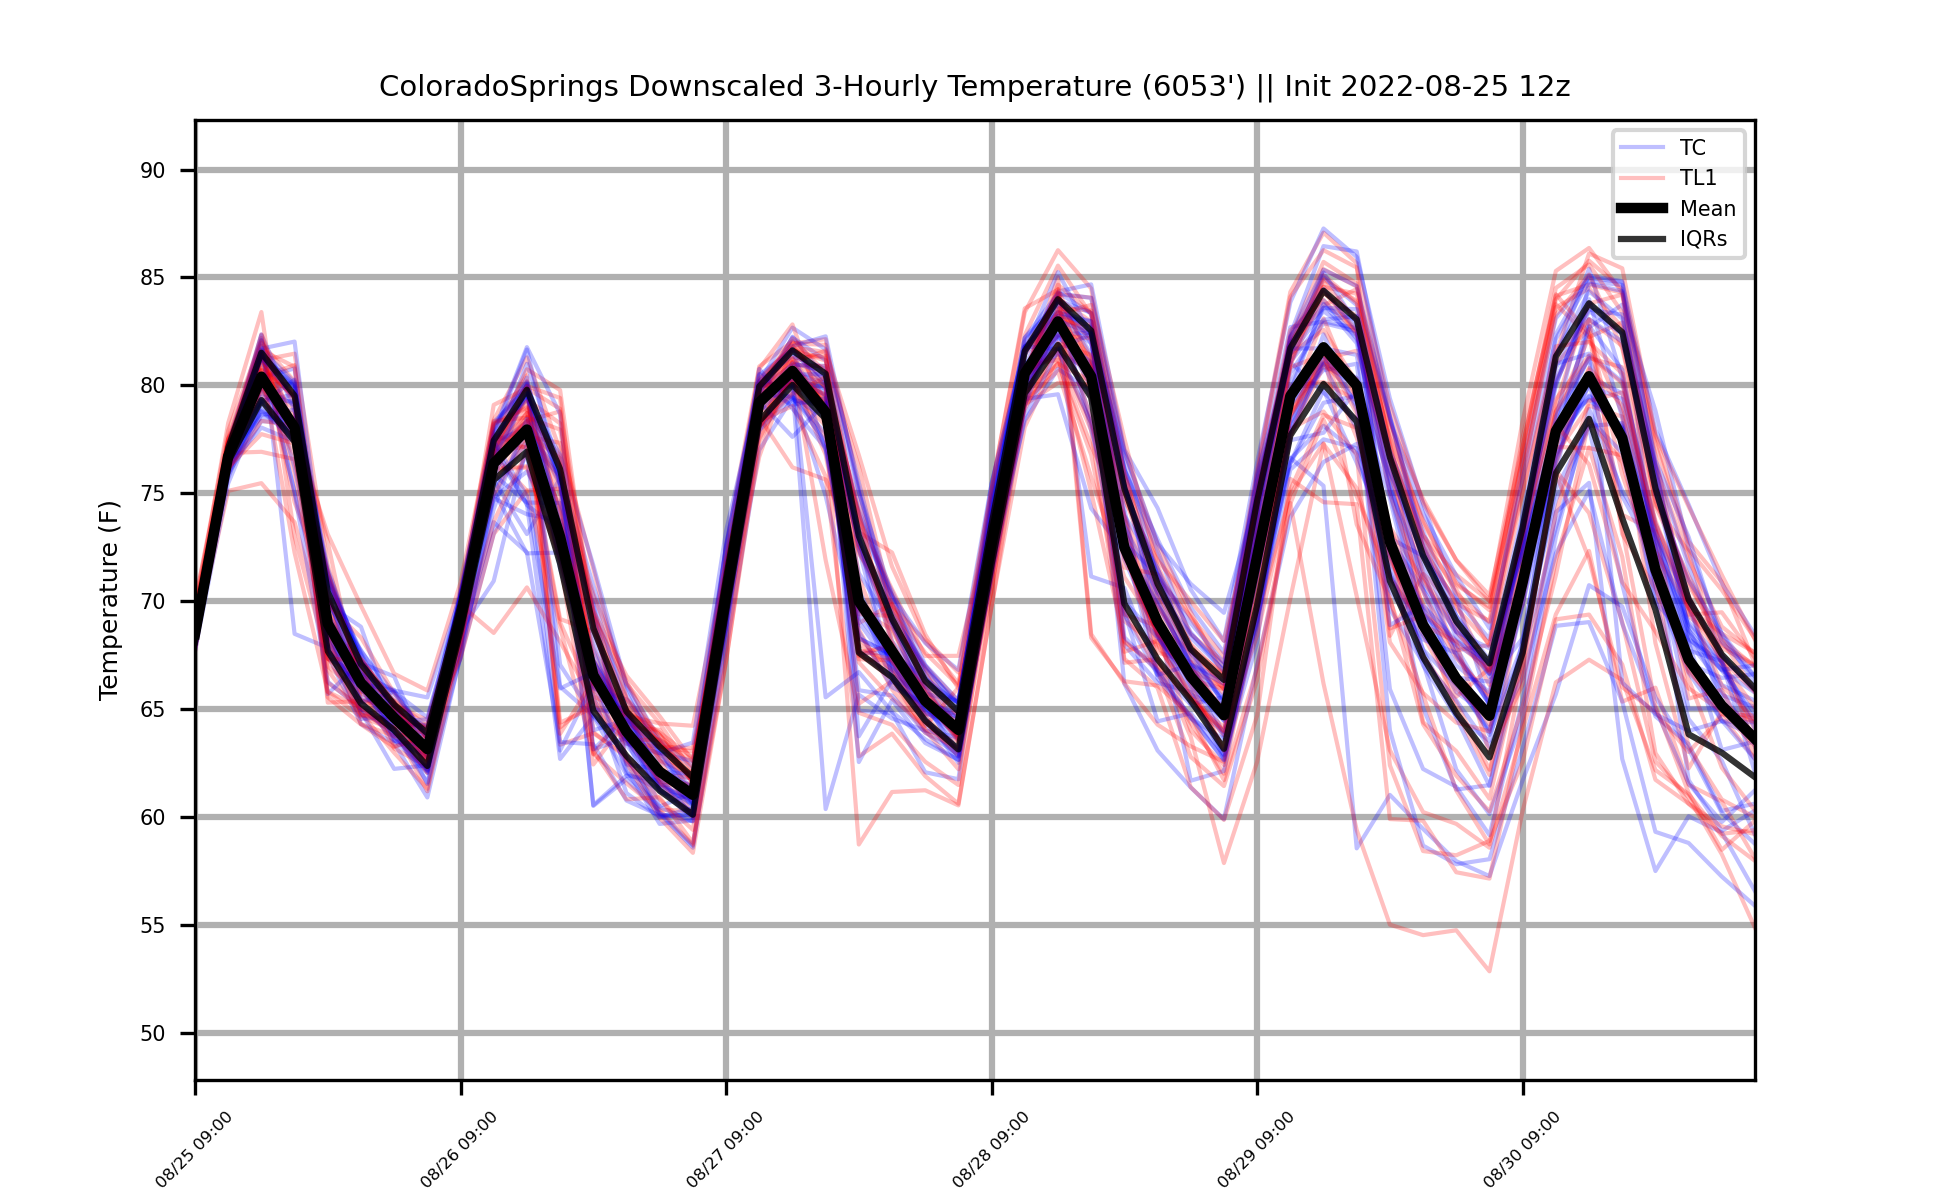 ColoradoSprings Downscaled 3-Hourly Temperature (6053') || Init 2022-08-25 12z
TC
TL1
Mean
IQRs
Temperature (F)
90
85
80
75
70
65
60
55
50
08/25 09:00
08/26 09:00
08/27 09:00
08/28 09:00
08/29 09:00
08/30 09:00